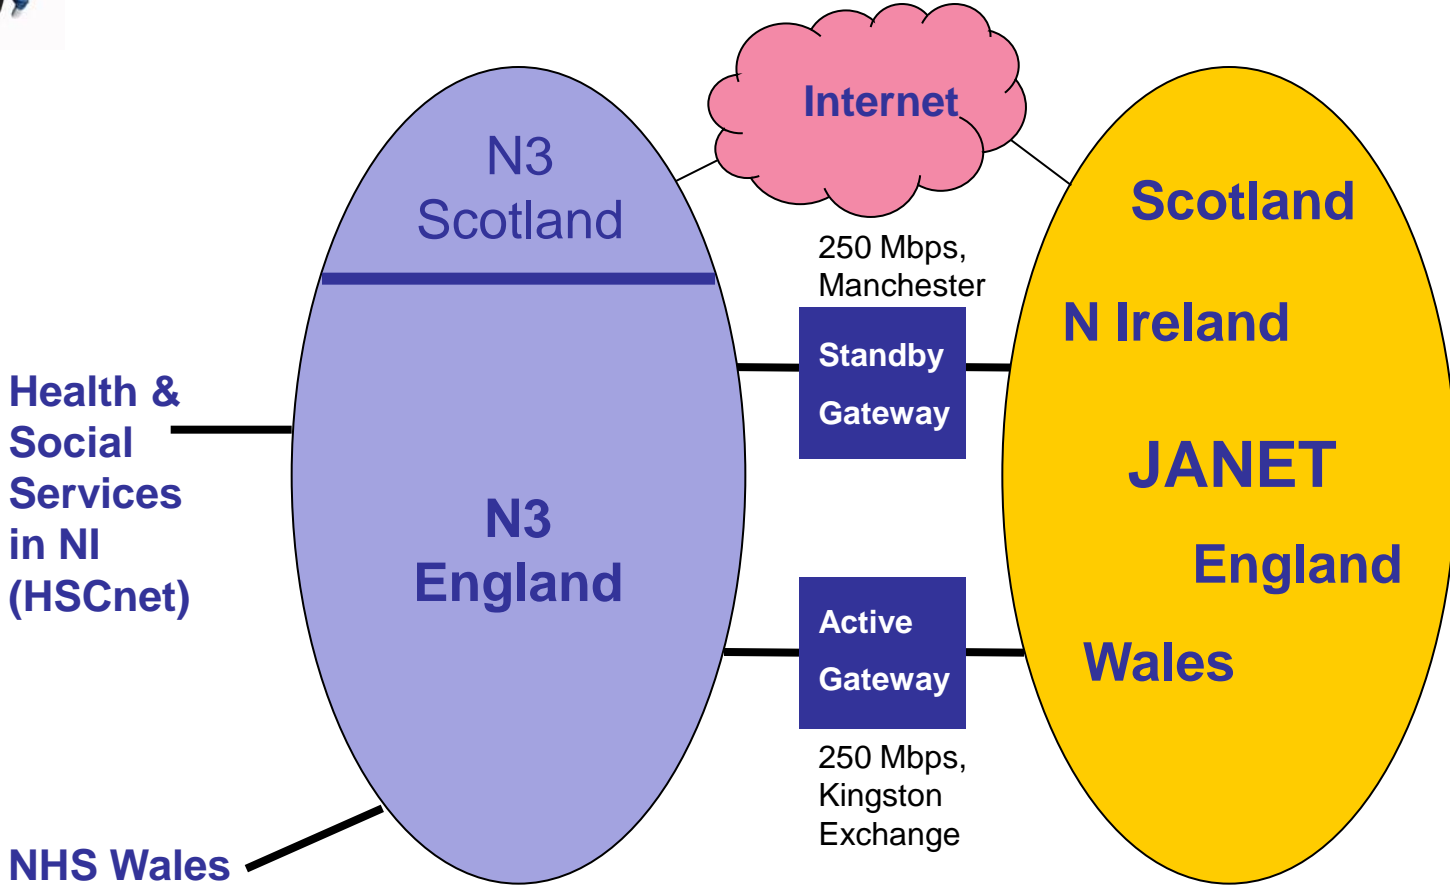 Internet
N3
Scotland
250 Mbps,
Manchester
Standby
Gateway
Health &
Social
Services
in NI
(HSCnet)
N3
England
Active
Gateway
250 Mbps,
Kingston
Exchange
NHS Wales
Scotland
N Ireland
JANET
England
Wales